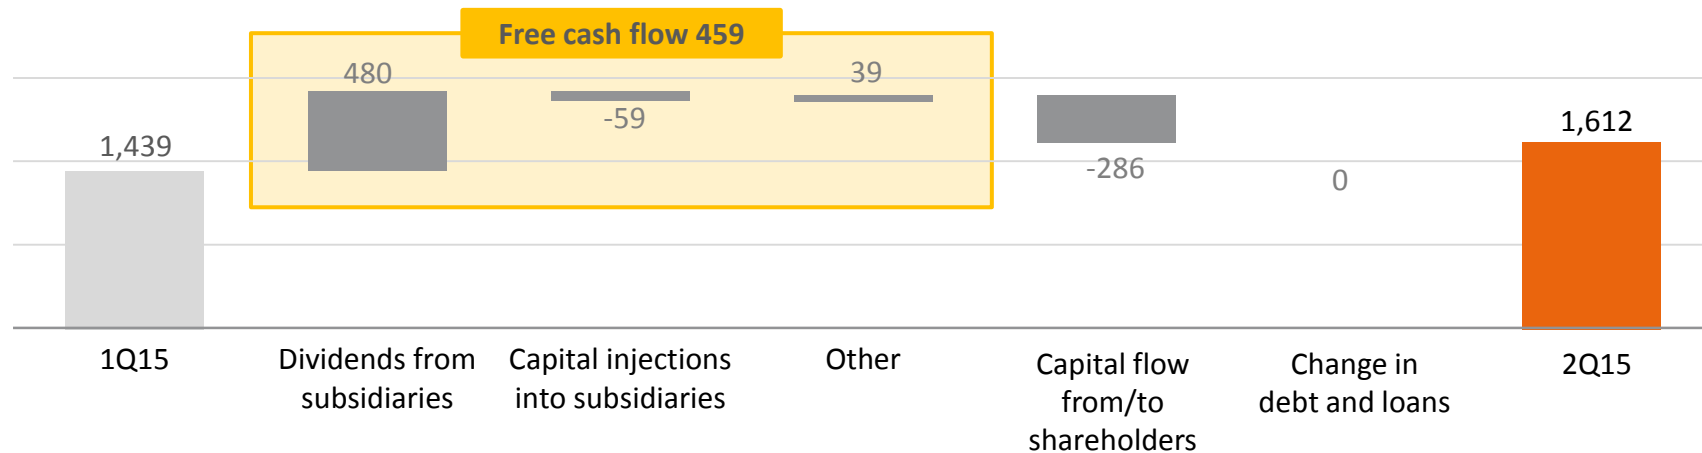 Free cash flow 459
1,439
480
-59
39
-286
0
1,612
1Q15
Dividends from
subsidiaries
Capital injections
into subsidiaries
Other
Capital flow
from/to
shareholders
Change in
debt and loans
2Q15